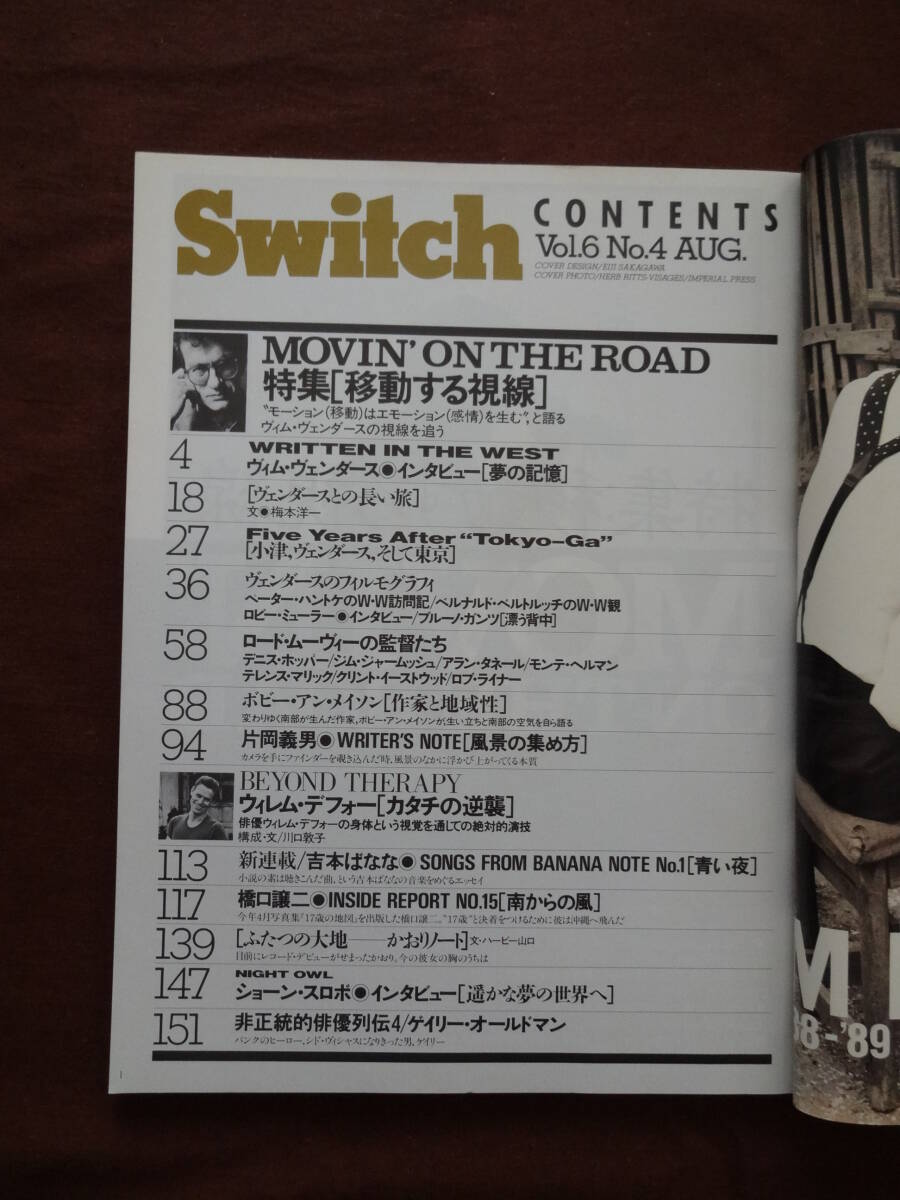 Switch
CONTENTS
Vol.6 No.4 AUG.
COVER DESIGN/EIJI SAKAGAWA
COVER PHOTO/HERB RITTS-VISAGES/IMPERIAL PRESS
MOVIN' ON THE ROAD
特集[移動する視線]
"モーション(移動)はエモーション(感情)を生む"、と語る
ヴィム・ヴェンダースの視線を追う
4 WRITTEN IN THE WEST
ヴィム・ヴェンダース●インタビュー[夢の記憶]
18 [ヴェンダースとの長い旅]
文●梅本洋一
27 Five Years After "Tokyo-Ga"
[小津,ヴェンダース,そして東京]
36 ヴェンダースのフィルモグラフィ
ペーター・ハントケのW・W訪問記/ベルナルド・ベルトルッチのW・W観
ロビー・ミューラー●インタビュー/ブルーノ・ガンツ[漂う背中]
58 ロード・ムーヴィーの監督たち
デニス・ホッパー/ジム・ジャームッシュ/アラン・タネール/モンテ・ヘルマン
テレンス・マリック/クリント・イーストウッド/ロブ・ライナー
88 ボビー・アン・メイソン[作家と地域性]
変わりゆく南部が生んだ作家,ボビー・アン・メイソンが,生い立ちと南部の空気を自ら語る
94 片岡義男●WRITER'S NOTE[風景の集め方]
カメラを手にファインダーを覗き込んだ時,風景のなかに浮かび上がってくる本質
BEYOND THERAPY
ウィレム・デフォー[カタチの逆襲]
俳優ウィレム・デフォーの身体という視覚を通しての絶対的演技
構成・文/川口敦子
113 新連載/吉本ばなな●SONGS FROM BANANA NOTE No.1[青い夜]
小説の素は聴きこんだ曲,という吉本ばななの音楽をめぐるエッセイ
117 橋口譲二●INSIDE REPORT NO.15[南からの風]
今年4月写真集『17歳の地図』を出版した橋口譲二。"17歳"と決着をつけるために彼は沖縄へ飛んだ
139 [ふたつの大地——かおりノート]文・ハービー・山口
目前にレコード・デビューがせまったかおり。今の彼女の胸のうちは
147 NIGHT OWL
ショーン・スロボ●インタビュー[遥かな夢の世界へ]
151 非正統的俳優列伝4/ゲイリー・オールドマン
パンクのヒーロー,シド・ヴィシャスになりきった男,ゲイリー
M
88-'89